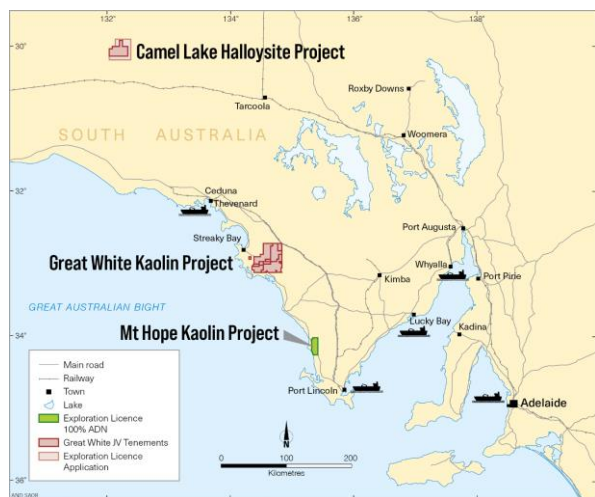 132°
134°
136°
138°
30°
Camel Lake Halloysite Project
Roxby Downs
Tarcoola
Woomera
SOUTH AUSTRALIA
32°
Ceduna
Thevenard
Port Augusta
Streaky Bay
Great White Kaolin Project
Whyalla
Port Pirie
Kimba
GREAT AUSTRALIAN BIGHT
Lucky Bay
Mt Hope Kaolin Project
34°
Kadina
Main road
Railway
Town
Lake
Exploration Licence
100% ADN
Great White JV Tenements
Exploration Licence
Application
Port Lincoln
Adelaide
N
0
100
200
Kilometres
36°